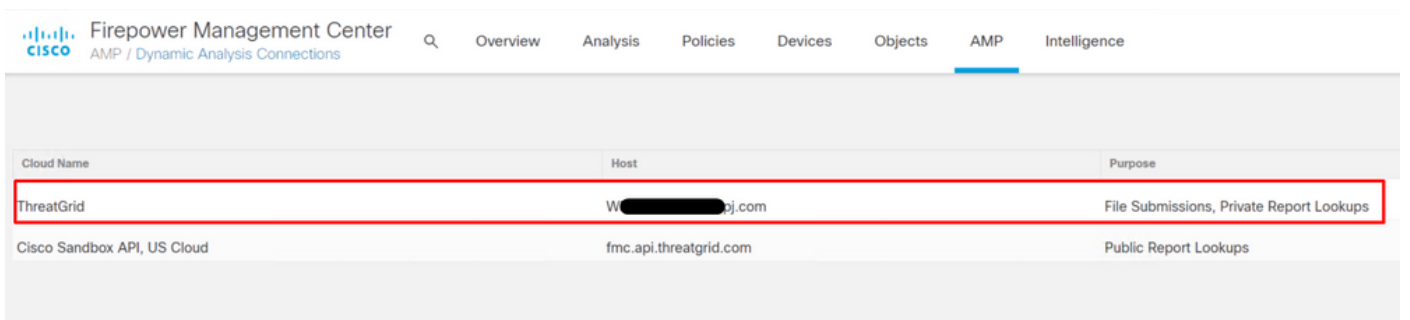 CISCO
Firepower Management Center
AMP / Dynamic Analysis Connections
Overview Analysis Policies Devices Objects AMP Intelligence
Cloud Name Host Purpose
ThreatGrid W pj.com File Submissions, Private Report Lookups
Cisco Sandbox API, US Cloud fmc.api.threatgrid.com Public Report Lookups